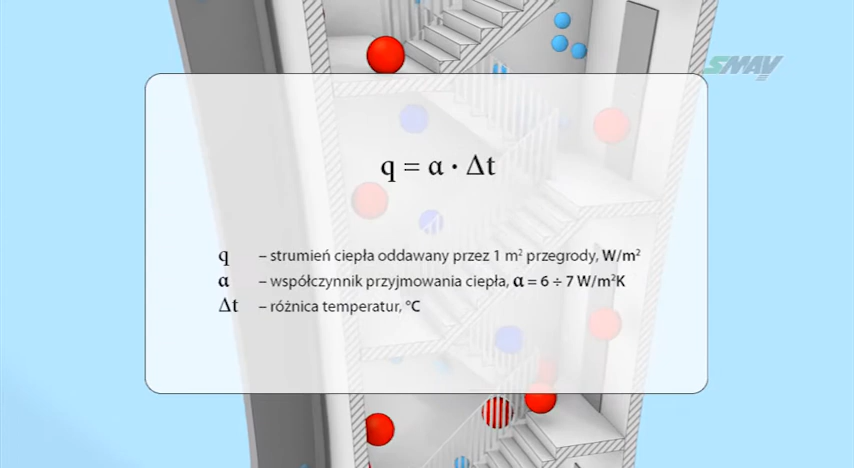 SMAY
q = α · Δt
q – strumień ciepła oddawany przez 1 m² przegrody, W/m²
α – współczynnik przyjmowania ciepła, α = 6 ÷ 7 W/m²K
Δt – różnica temperatur, °C